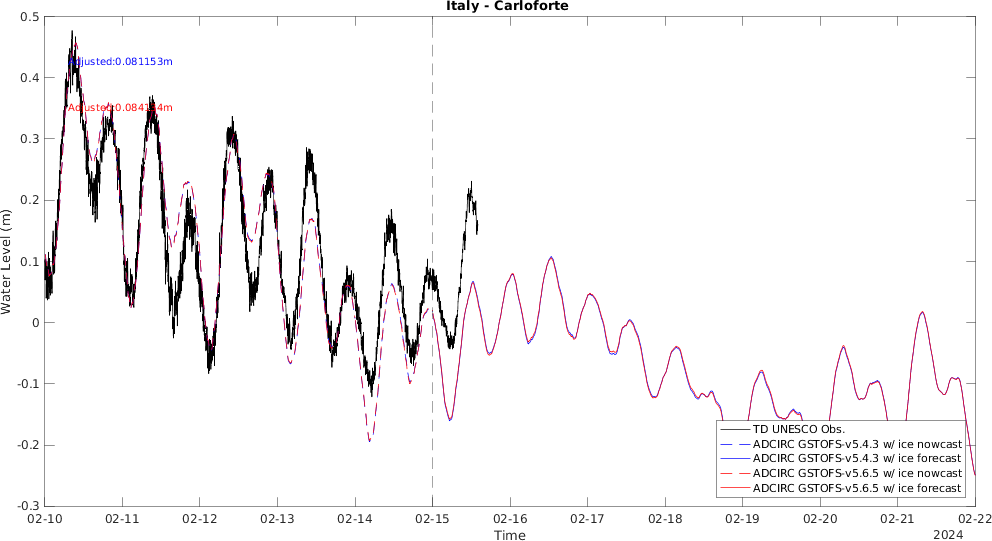 Italy - Carloforte
Water Level (m)
0.5
0.4
0.3
0.2
0.1
0
-0.1
-0.2
-0.3
Adjusted:0.081153m
TD UNESCO Obs.
ADCIRC GSTOFS-v5.4.3 w/ ice nowcast
ADCIRC GSTOFS-v5.4.3 w/ ice forecast
ADCIRC GSTOFS-v5.6.5 w/ ice nowcast
ADCIRC GSTOFS-v5.6.5 w/ ice forecast
02-10 02-11 02-12 02-13 02-14 02-15 02-16 02-17 02-18 02-19 02-20 02-21 02-22
Time
2024